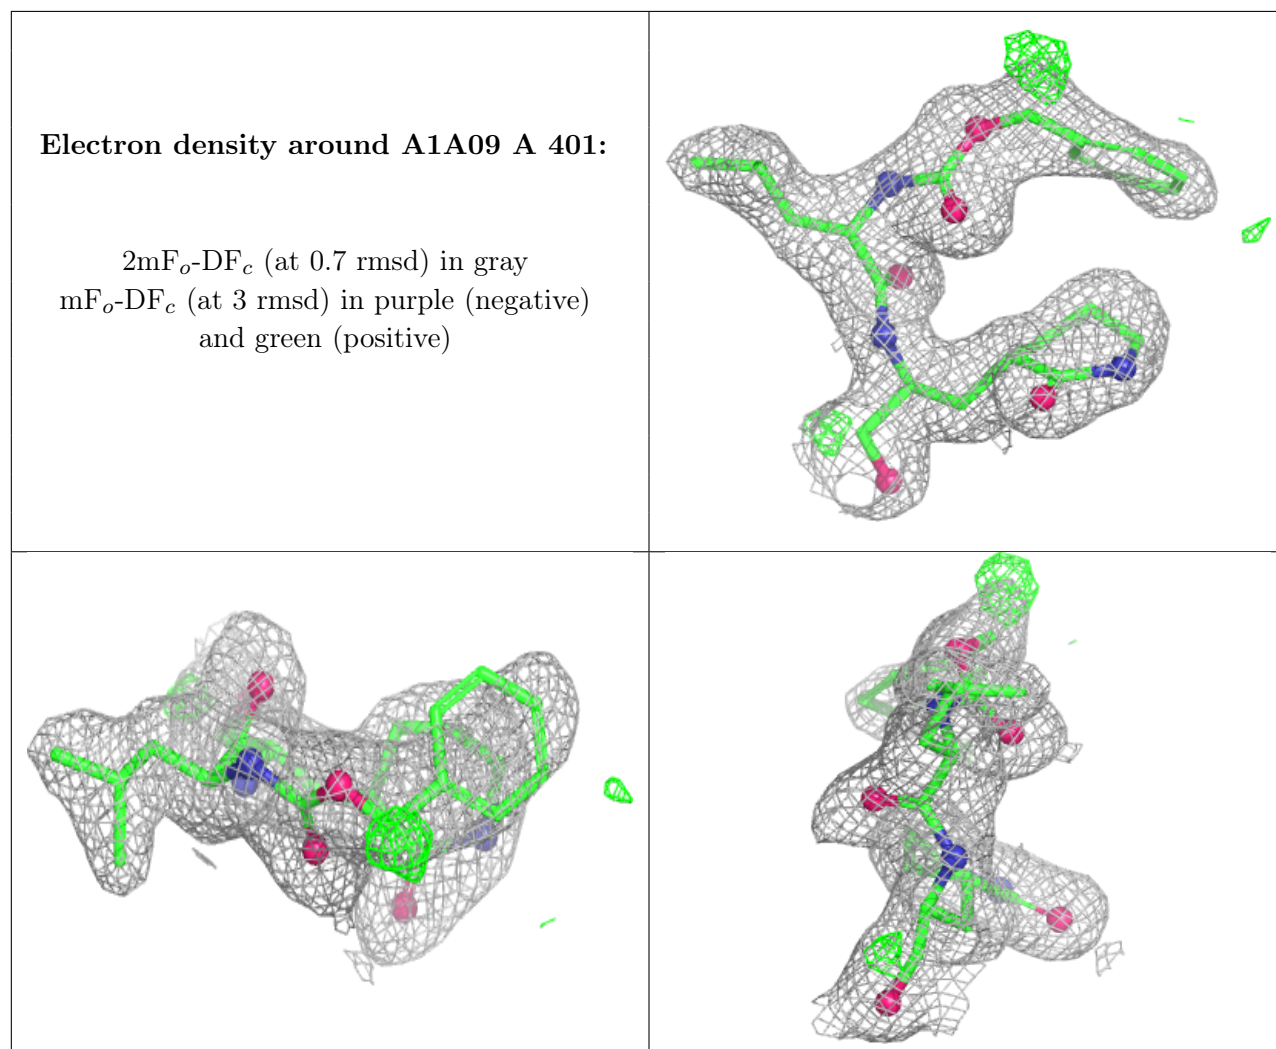 Electron density around A1A09 A 401:
2mFo-DFc (at 0.7 rmsd) in gray
mFo-DFc (at 3 rmsd) in purple (negative)
and green (positive)